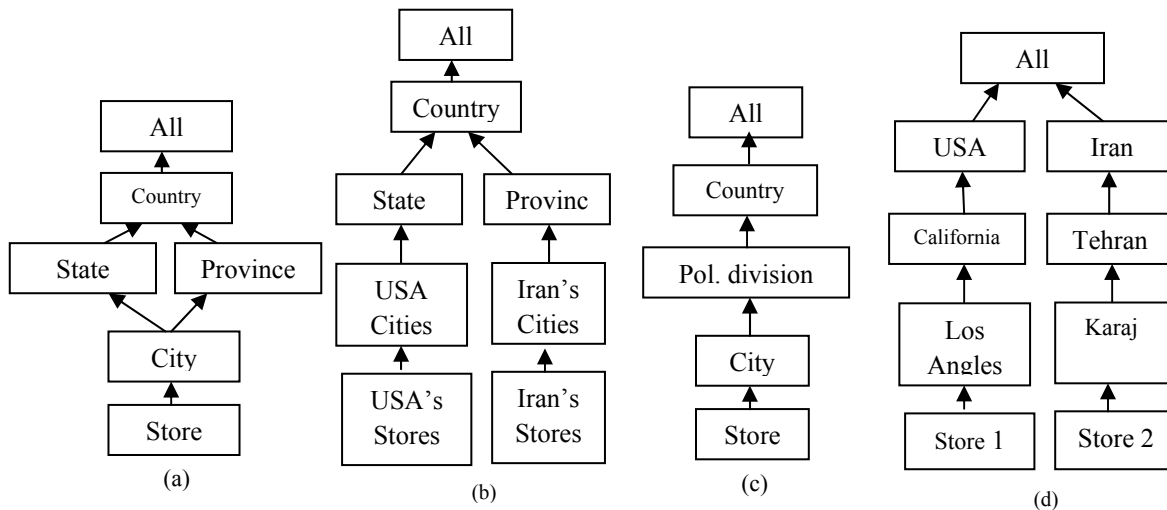 All
Country
State
Province
City
Store
(a)
All
Country
State
Provinc
USA
Cities
Iran's
Cities
USA's
Stores
Iran's
Stores
(b)
All
Country
Pol. division
City
Store
(c)
All
USA
Iran
California
Tehran
Los
Angles
Karaj
Store 1
Store 2
(d)